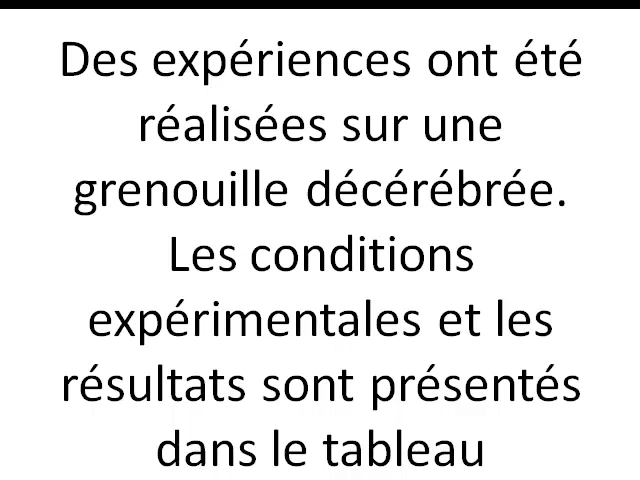 Des expériences ont été
réalisées sur une
grenouille décérébrée.
Les conditions
expérimentales et les
résultats sont présentés
dans le tableau